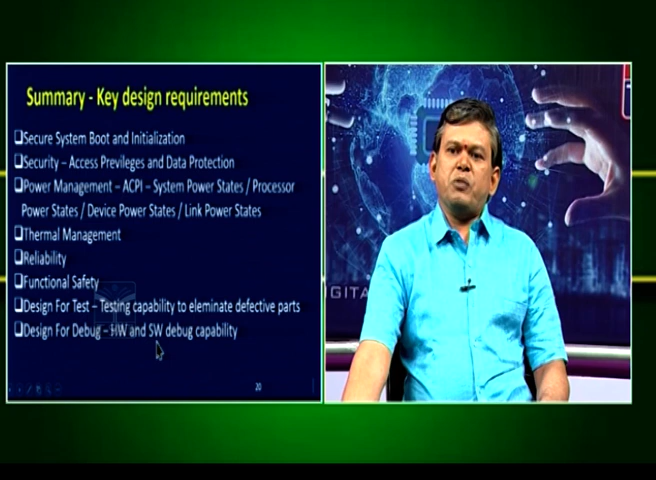 Summary - Key design requirements
❑Secure System Boot and Initialization
❑Security – Access Previleges and Data Protection
❑Power Management – ACPI – System Power States / Processor
Power States / Device Power States / Link Power States
❑Thermal Management
❑Reliability
❑Functional Safety
❑Design For Test – Testing capability to eleminate defective parts
❑Design For Debug – HW and SW debug capability
20
IGITA